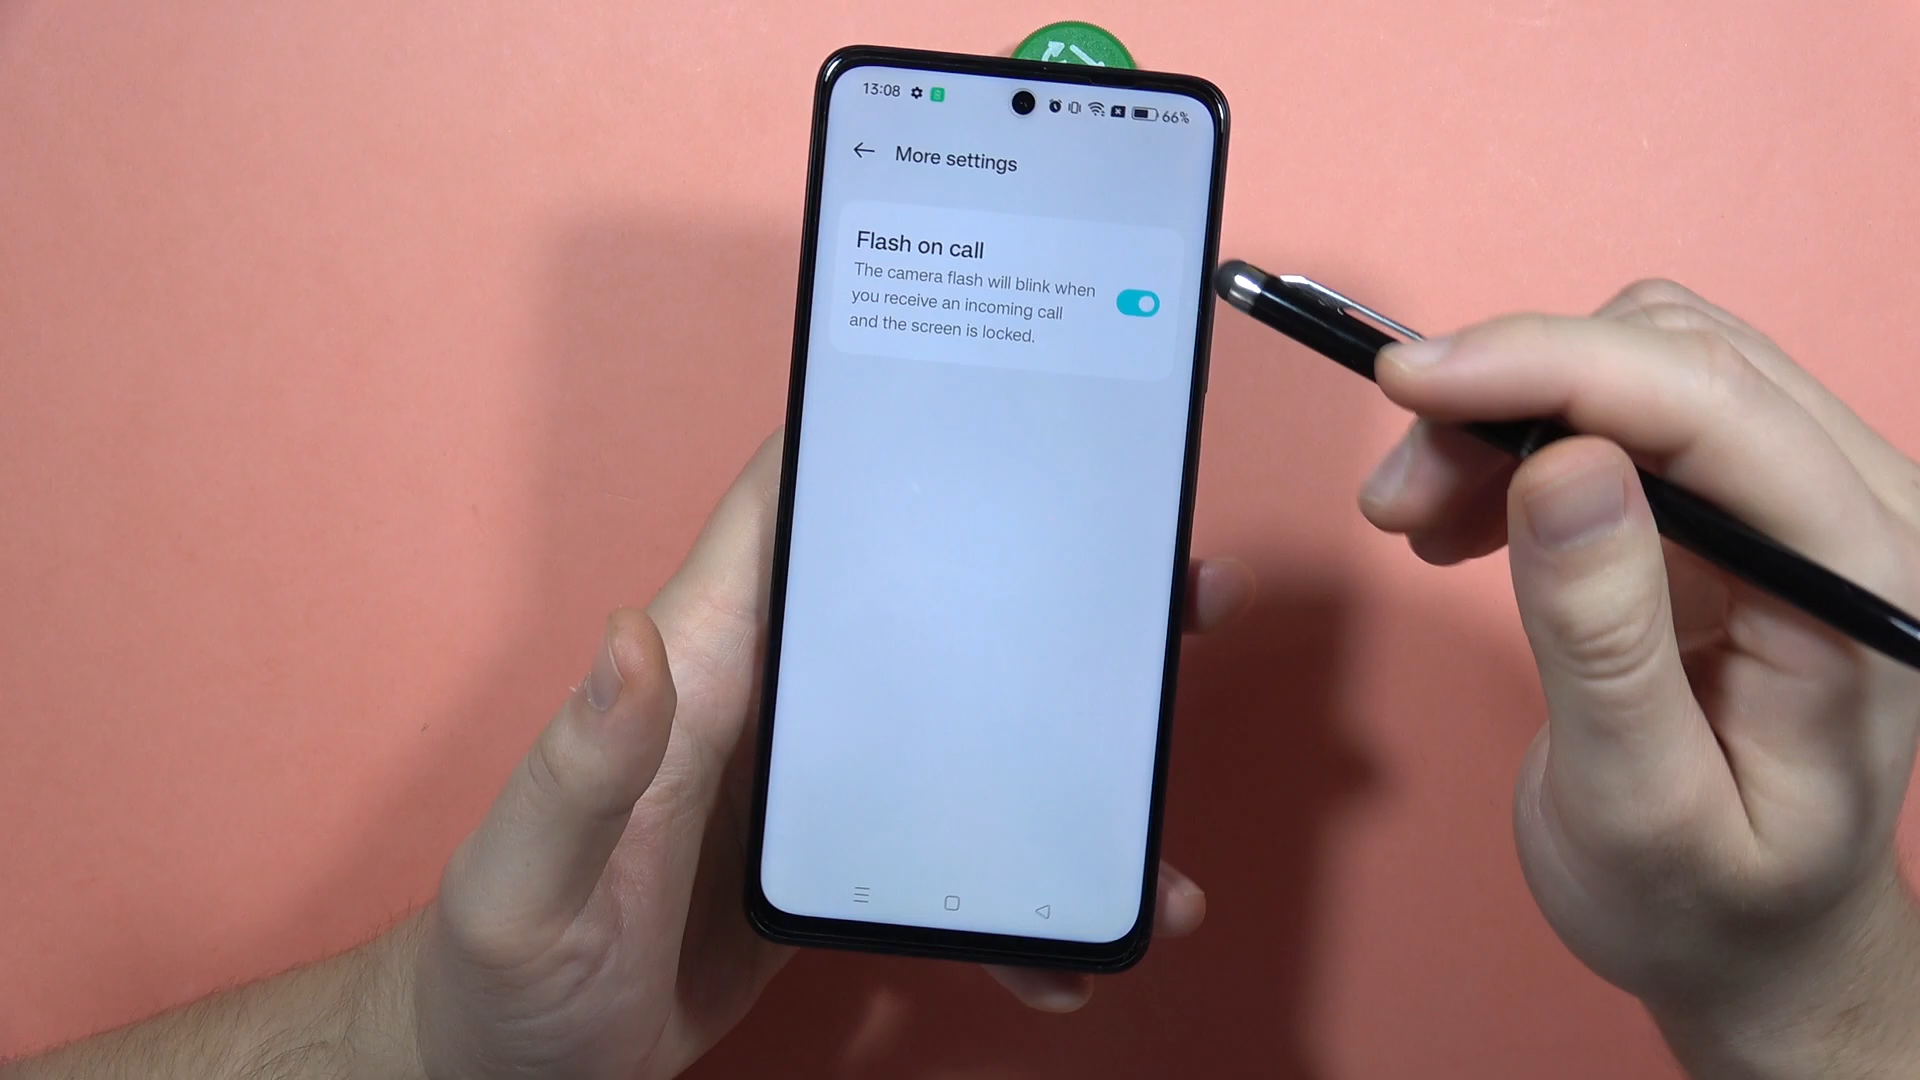 13:08
66%
More settings
Flash on call
The camera flash will blink when
you receive an incoming call
and the screen is locked.